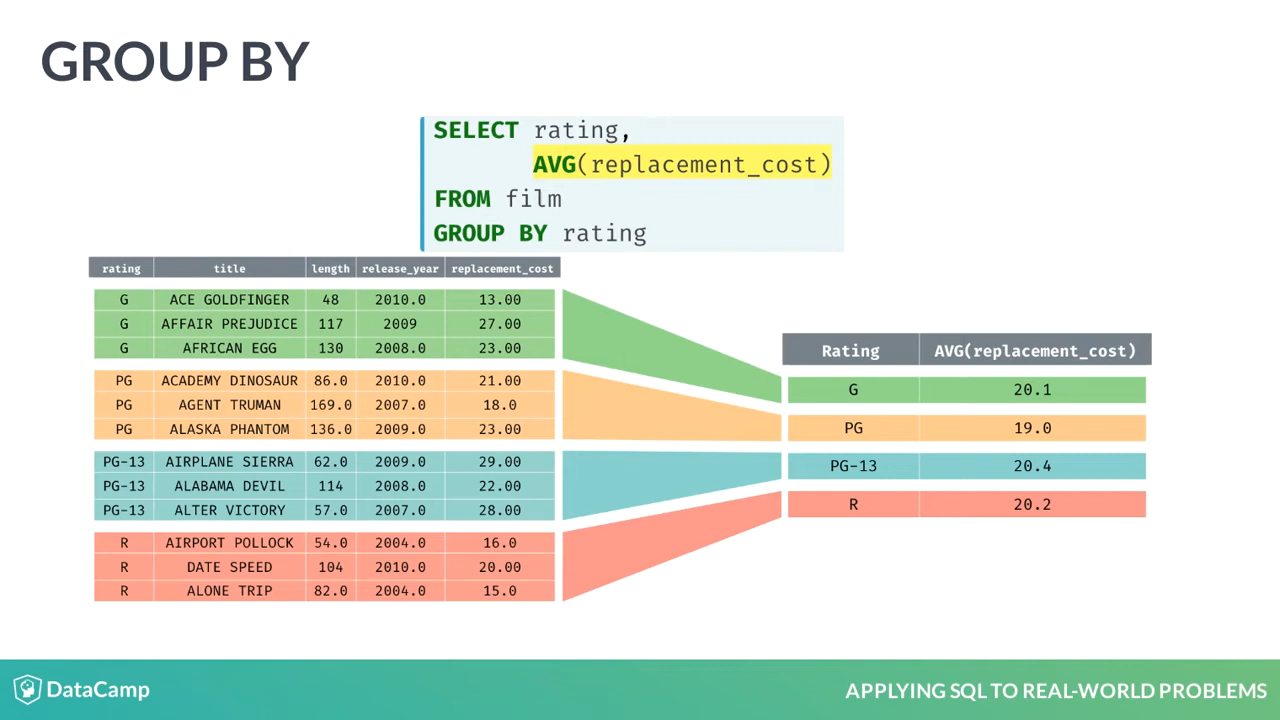 GROUP BY
SELECT rating,
AVG(replacement_cost)
FROM film
GROUP BY rating
rating title length release_year replacement_cost
G ACE GOLDFINGER 48 2010.0 13.00
G AFFAIR PREJUDICE 117 2009 27.00
G AFRICAN EGG 130 2008.0 23.00
PG ACADEMY DINOSAUR 86.0 2010.0 21.00
PG AGENT TRUMAN 169.0 2007.0 18.0
PG ALASKA PHANTOM 136.0 2009.0 23.00
PG-13 AIRPLANE SIERRA 62.0 2009.0 29.00
PG-13 ALABAMA DEVIL 114 2008.0 22.00
PG-13 ALTER VICTORY 57.0 2007.0 28.00
R AIRPORT POLLOCK 54.0 2004.0 16.0
R DATE SPEED 104 2010.0 20.00
R ALONE TRIP 82.0 2004.0 15.0
Rating AVG(replacement_cost)
G 20.1
PG 19.0
PG-13 20.4
R 20.2
DataCamp
APPLYING SQL TO REAL-WORLD PROBLEMS